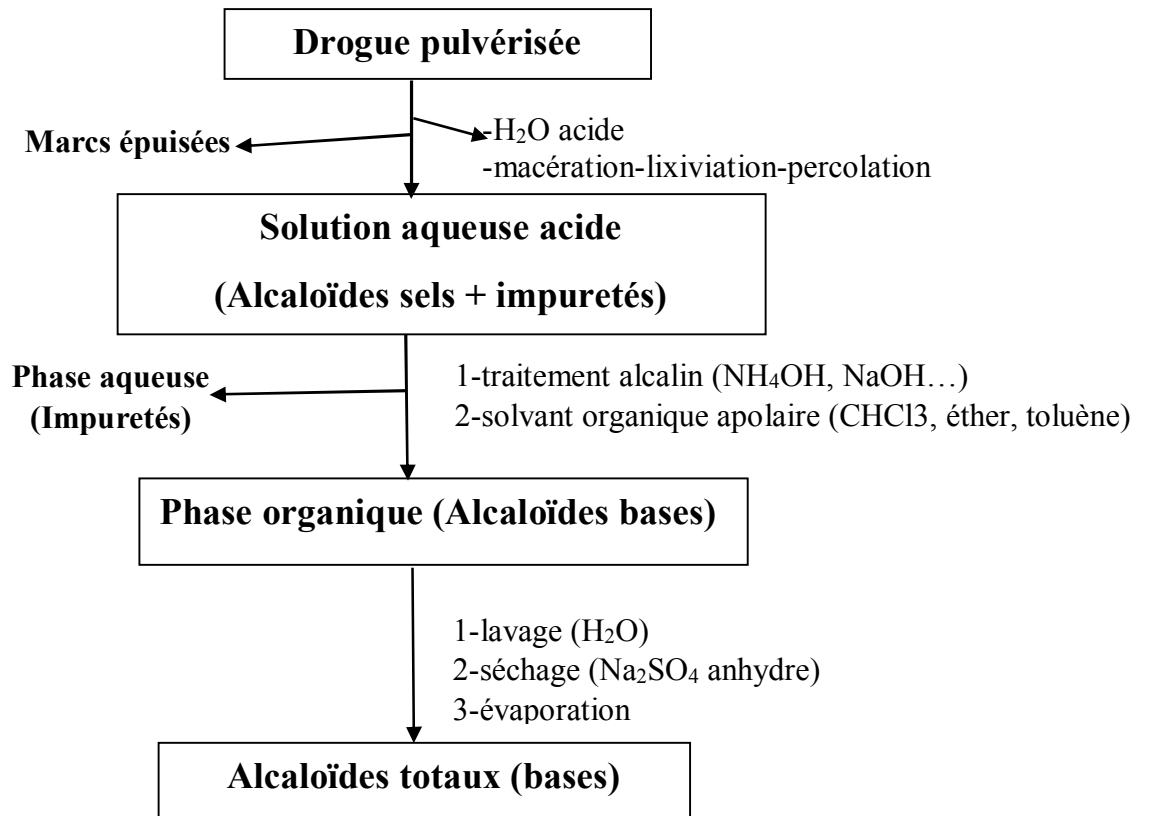 Drogue pulvérisée
Marcs épuisées
-H₂O acide
-macération-lixiviation-percolation
Solution aqueuse acide
(Alcaloïdes sels + impuretés)
Phase aqueuse
(Impuretés)
1-traitement alcalin (NH₄OH, NaOH…)
2-solvant organique apolaire (CHCl3, éther, toluène)
Phase organique (Alcaloïdes bases)
1-lavage (H₂O)
2-séchage (Na₂SO₄ anhydre)
3-évaporation
Alcaloïdes totaux (bases)